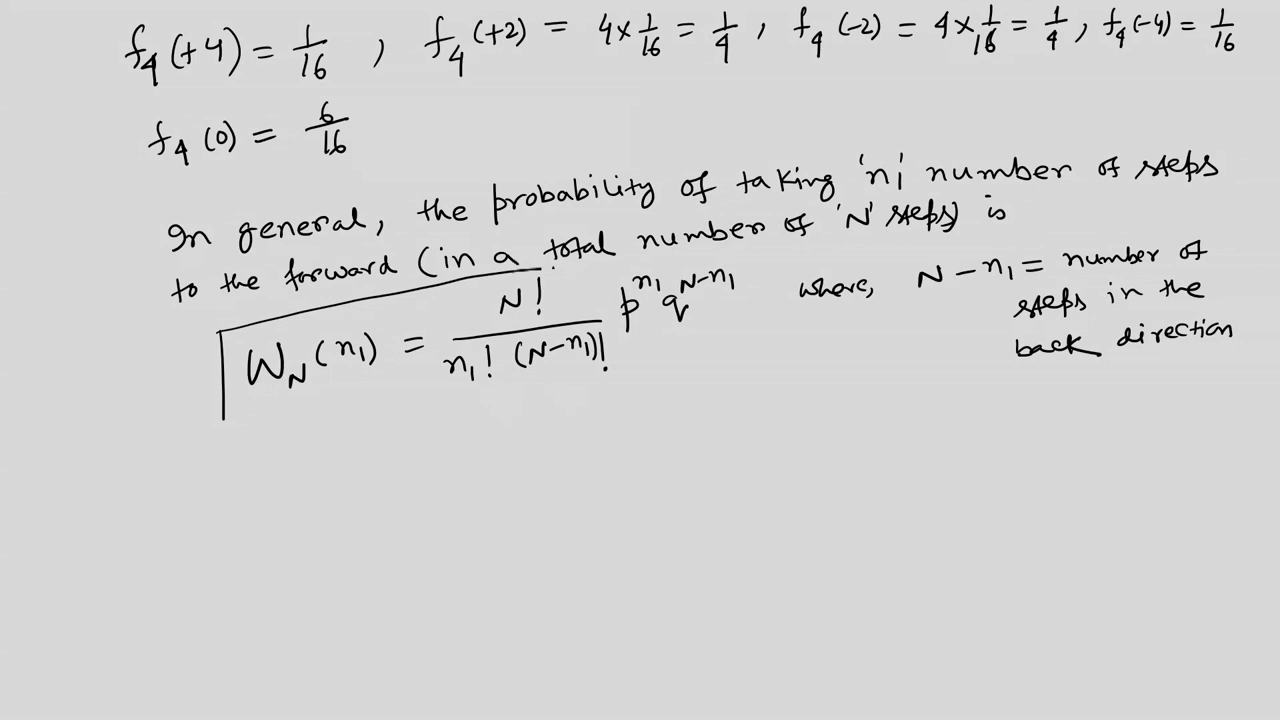 f₄(+4) = 1/16 , f₄(+2) = 4×1/16 = 1/4 , f₄(-2) = 4×1/16 = 1/4 , f₄(-4) = 1/16
f₄(0) = 6/16
In general, the probability of taking 'n₁' number of steps
to the forward (in a total number of 'N' steps) is
W_N(n₁) = N!/(n₁! (N-n₁)!) p^n₁ q^(N-n₁) where, N - n₁ = number of
steps in the
back direction